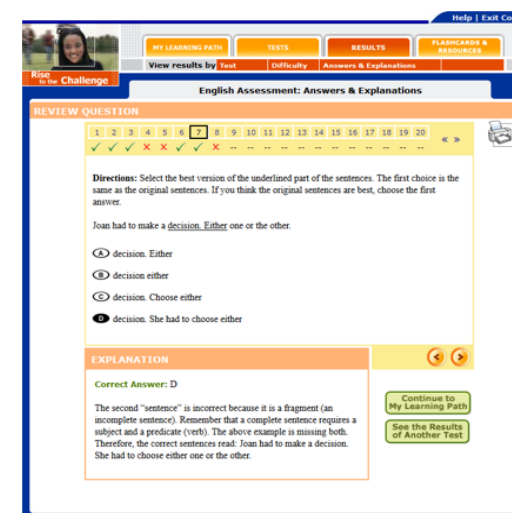 Help | Exit Co
MY LEARNING PATH
TESTS
RESULTS
FLASHCARDS &
RESOURCES
View results by Test Difficulty Answers & Explanations
Rise
to the Challenge
English Assessment: Answers & Explanations
REVIEW QUESTION
1 2 3 4 5 6 7 8 9 10 11 12 13 14 15 16 17 18 19 20 « »
✓ ✓ ✓ X X ✓ ✓ X -- -- -- -- -- -- -- -- -- -- -- --
Directions: Select the best version of the underlined part of the sentences. The first choice is the
same as the original sentences. If you think the original sentences are best, choose the first
answer.
Joan had to make a decision. Either one or the other.
A decision. Either
B decision either
C decision. Choose either
D decision. She had to choose either
EXPLANATION
Correct Answer: D
The second “sentence” is incorrect because it is a fragment (an
incomplete sentence). Remember that a complete sentence requires a
subject and a predicate (verb). The above example is missing both.
Therefore, the correct sentences read: Joan had to make a decision.
She had to choose either one or the other.
Continue to
My Learning Path
See the Results
of Another Test